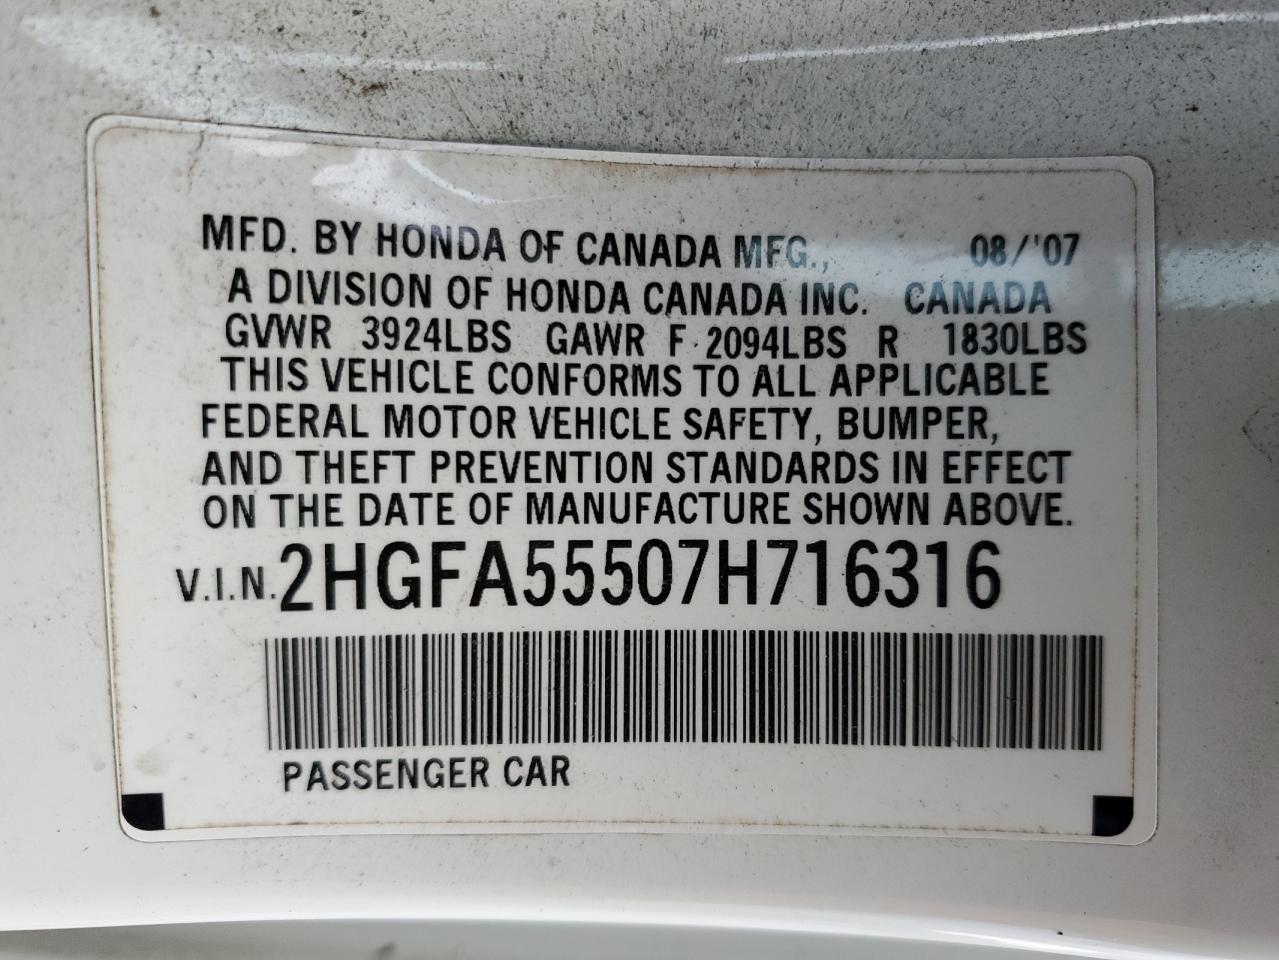 MFD. BY HONDA OF CANADA MFG., 08/'07
A DIVISION OF HONDA CANADA INC. CANADA
GVWR 3924LBS GAWR F 2094LBS R 1830LBS
THIS VEHICLE CONFORMS TO ALL APPLICABLE
FEDERAL MOTOR VEHICLE SAFETY, BUMPER,
AND THEFT PREVENTION STANDARDS IN EFFECT
ON THE DATE OF MANUFACTURE SHOWN ABOVE.
V.I.N. 2HGFA55507H716316
PASSENGER CAR